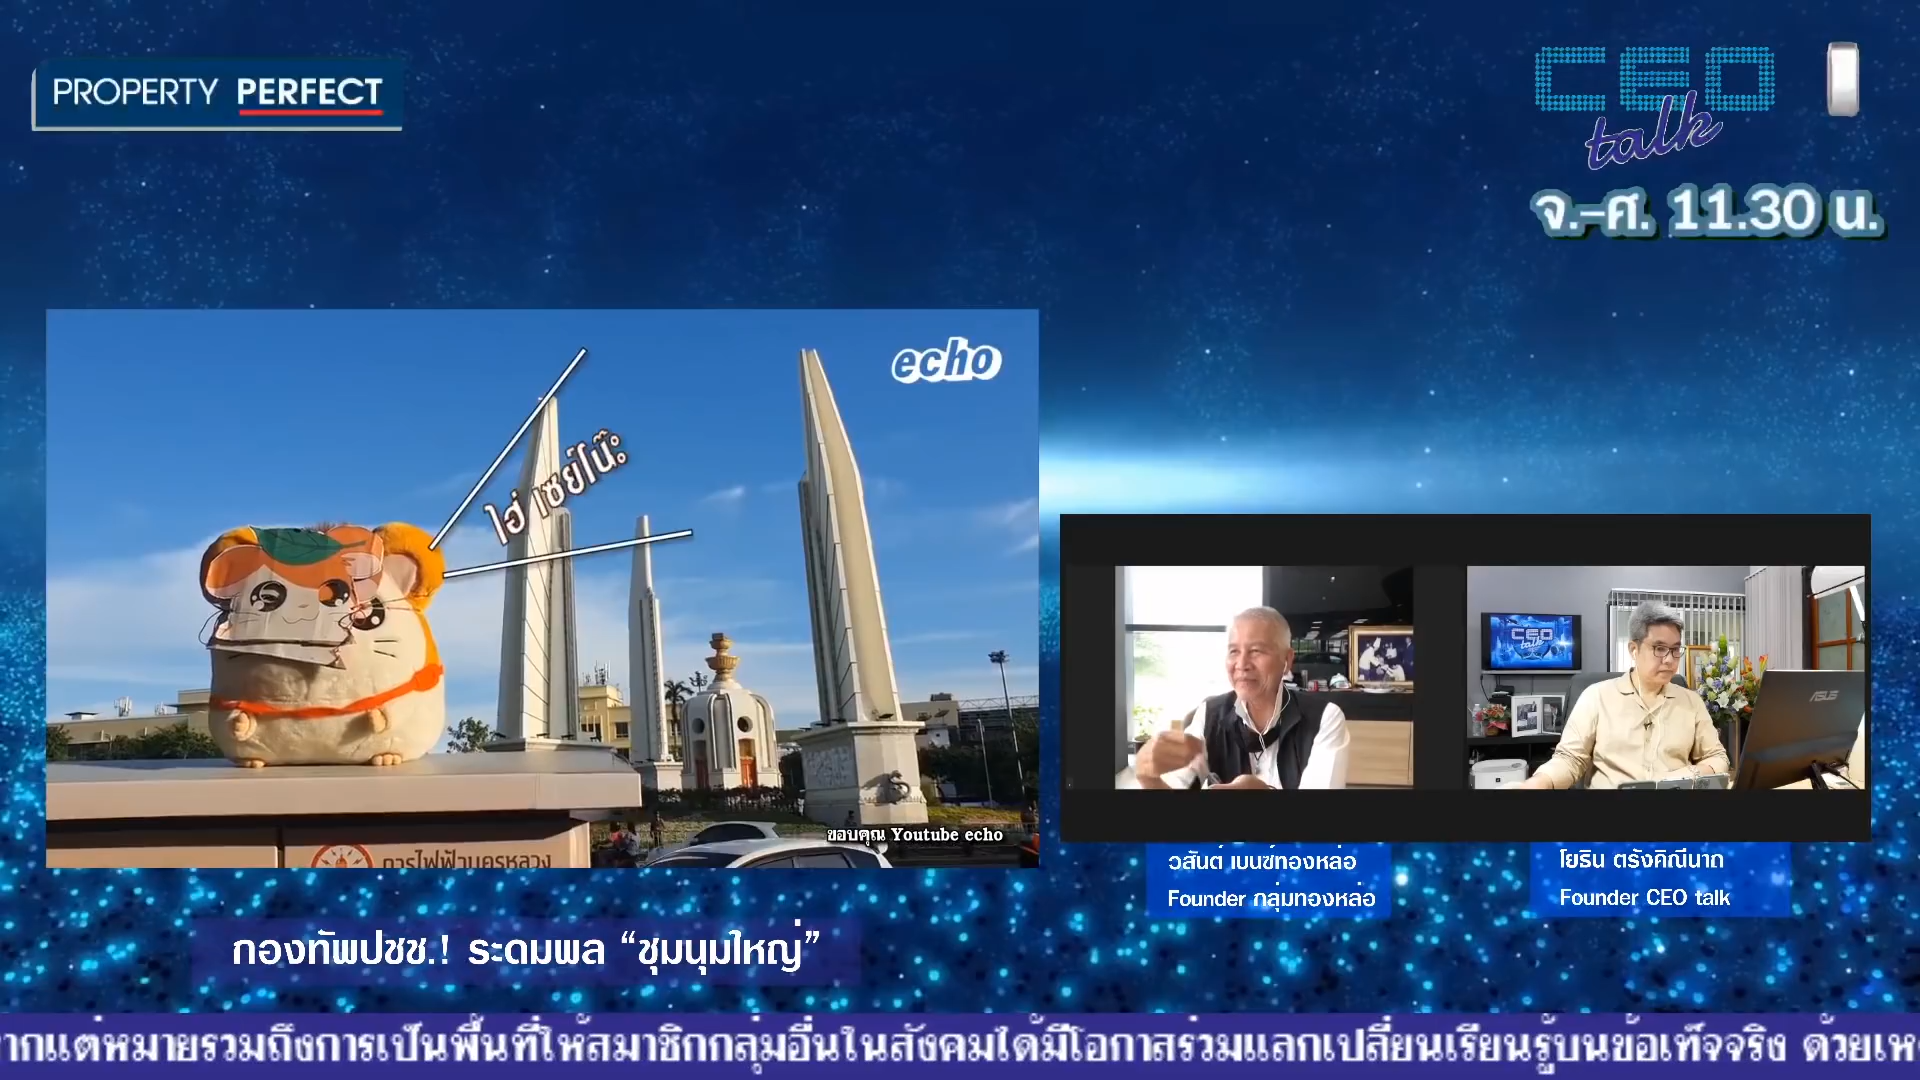 PROPERTY PERFECT
CEO
talk
จ.-ศ. 11.30 น.
echo
ไฮ่ เซย์โน๊ะ
ขอบคุณ Youtube echo
การไฟฟ้านครหลวง
CEO
talk
ASUS
วสันต์ เบนซ์ทองหล่อ
Founder กลุ่มทองหล่อ
โยธิน ตรังคิณีนาถ
Founder CEO talk
กองทัพปชช.! ระดมพล “ชุมนุมใหญ่”
ากแต่หมายรวมถึงการเป็นพื้นที่ให้สมาชิกกลุ่มอื่นในสังคมได้มีโอกาสร่วมแลกเปลี่ยนเรียนรู้บนข้อเท็จจริง ด้วยเห